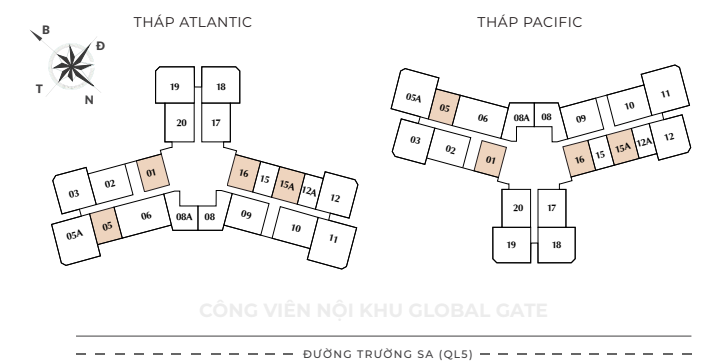 THÁP ATLANTIC
THÁP PACIFIC
B
Đ
T
N
19 18
20 17
01
02
03
05A
05
06
08A 08
09
10
11
16
15
15A
12A
12
05A
05
06
08A 08
09
10
11
03
02
01
16
15
15A
12A
12
20 17
19 18
CÔNG VIÊN NỘI KHU GLOBAL GATE
ĐƯỜNG TRƯỜNG SA (QL5)